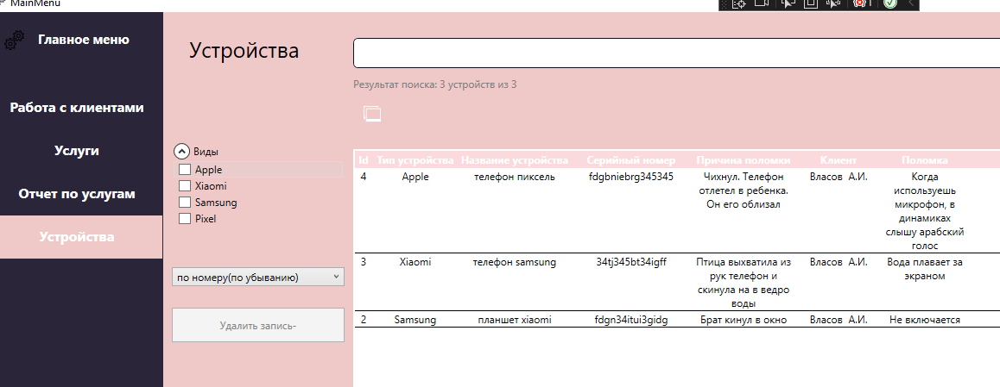 MainMenu
Главное меню
Работа с клиентами
Услуги
Отчет по услугам
Устройства
Устройства
Результат поиска: 3 устройств из 3
Виды
Apple
Xiaomi
Samsung
Pixel
по номеру(по убыванию)
Удалить запись-
Id Тип устройства Название устройства Серийный номер Причина поломки Клиент Поломка
4 Apple телефон пиксель fdgbniebrg345345 Чихнул. Телефон Власов А.И. Когда
отлетел в ребенка. используешь
Он его облизал микрофон, в
динамиках
слышу арабский
голос
3 Xiaomi телефон samsung 34tj345bt34igff Птица выхватила из Власов А.И. Вода плавает за
рук телефон и экраном
скинула на в ведро
воды
2 Samsung планшет xiaomi fdgn34itui3gidg Брат кинул в окно Власов А.И. Не включается